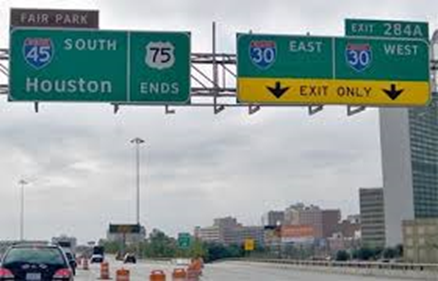 FAIR PARK
45 SOUTH 75
Houston ENDS
EXIT 284A
30 EAST 30 WEST
EXIT ONLY